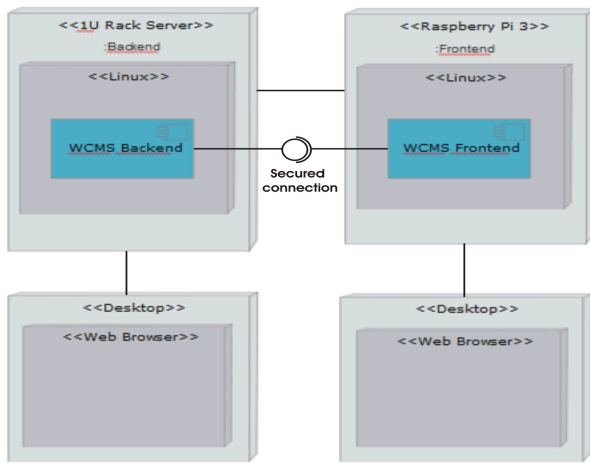 <<1U Rack Server>>
:Backend
<<Linux>>
WCMS Backend
<<Raspberry Pi 3>>
:Frontend
<<Linux>>
WCMS Frontend
Secured
connection
<<Desktop>>
<<Web Browser>>
<<Desktop>>
<<Web Browser>>